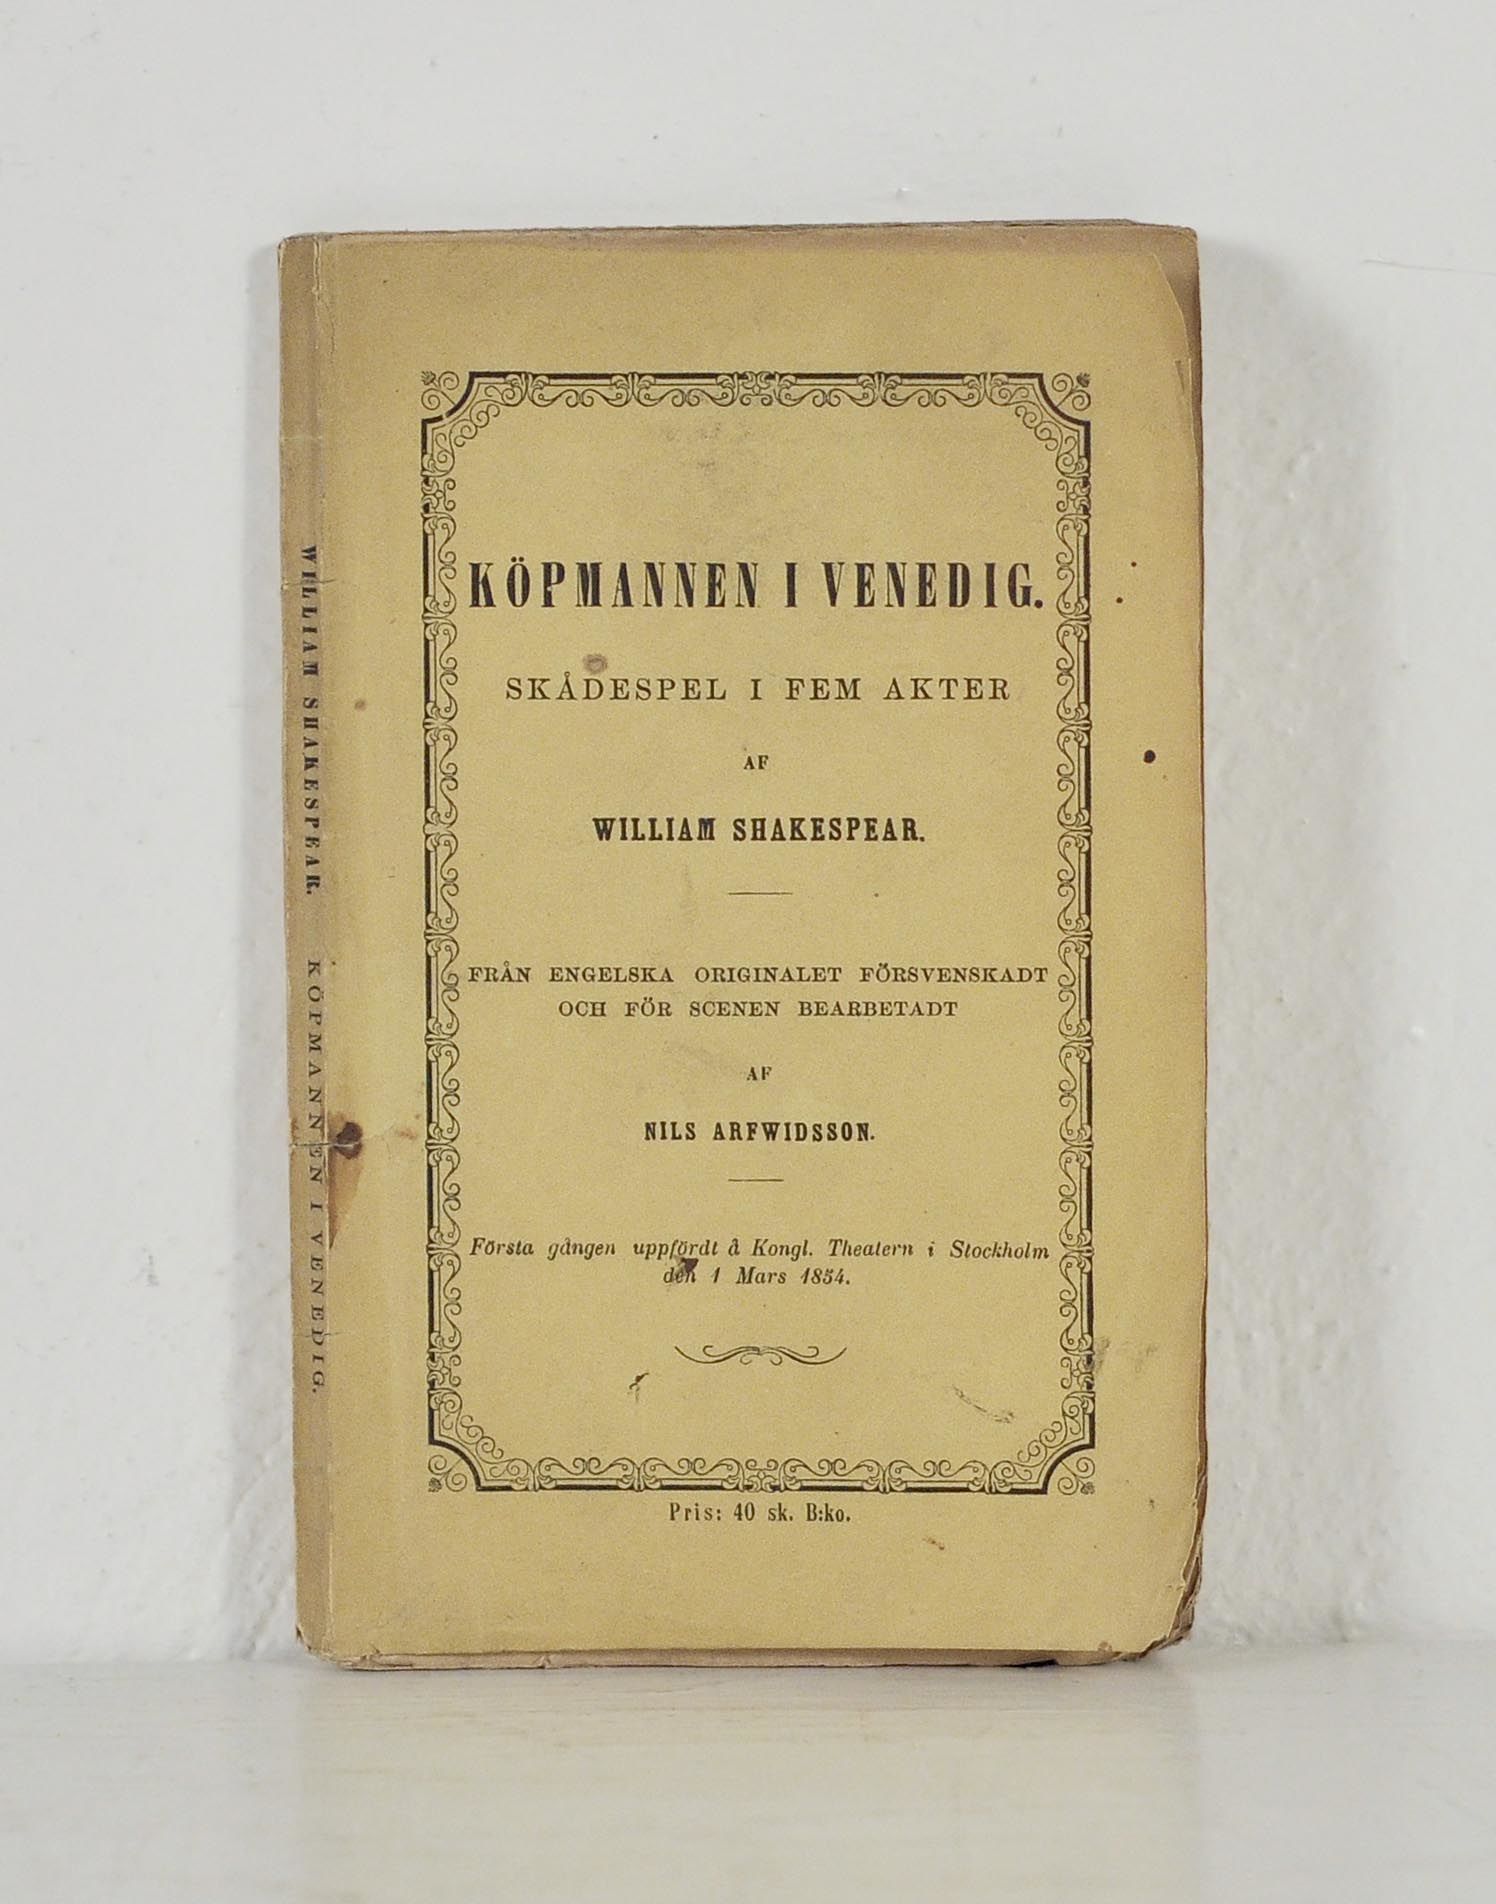 WILLIAM SHAKESPEAR. KÖPMANNEN I VENEDIG.
KÖPMANNEN I VENEDIG.
SKÅDESPEL I FEM AKTER
AF
WILLIAM SHAKESPEAR.
FRÅN ENGELSKA ORIGINALET FÖRSVENSKADT
OCH FÖR SCENEN BEARBETADT
AF
NILS ARFWIDSSON.
Första gången uppfördt å Kongl. Theatern i Stockholm
den 1 Mars 1854.
Pris: 40 sk. B:ko.